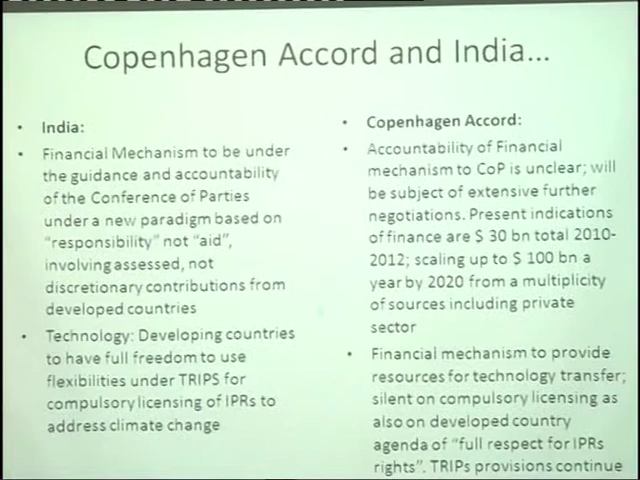 Copenhagen Accord and India...
• India:
• Financial Mechanism to be under
the guidance and accountability
of the Conference of Parties
under a new paradigm based on
"responsibility" not "aid",
involving assessed, not
discretionary contributions from
developed countries
• Technology: Developing countries
to have full freedom to use
flexibilities under TRIPS for
compulsory licensing of IPRs to
address climate change
• Copenhagen Accord:
• Accountability of Financial
mechanism to CoP is unclear; will
be subject of extensive further
negotiations. Present indications
of finance are $ 30 bn total 2010-
2012; scaling up to $ 100 bn a
year by 2020 from a multiplicity
of sources including private
sector
• Financial mechanism to provide
resources for technology transfer;
silent on compulsory licensing as
also on developed country
agenda of "full respect for IPRs
rights". TRIPs provisions continue